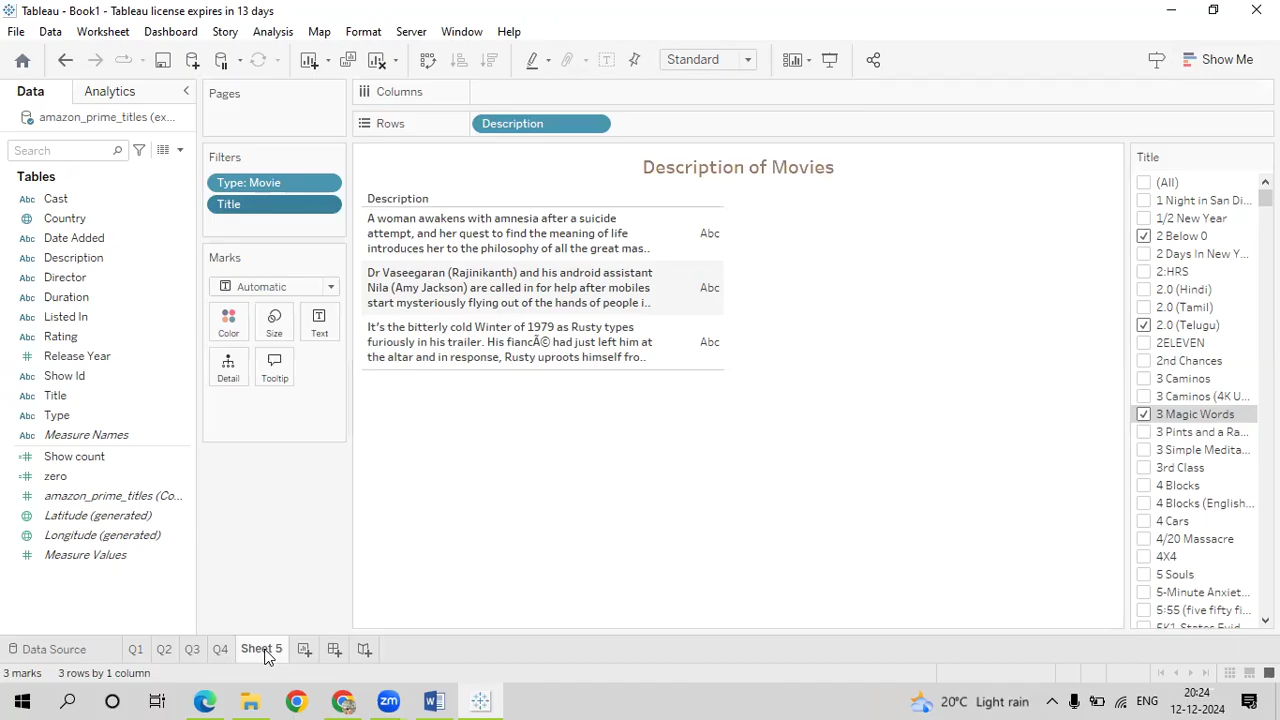 Tableau - Book1 - Tableau license expires in 13 days
File Data Worksheet Dashboard Story Analysis Map Format Server Window Help
Standard
Show Me
Data
Analytics
amazon_prime_titles (ex...
Search
Tables
Abc Cast
Country
Abc Date Added
Abc Description
Abc Director
Abc Duration
Abc Listed In
Abc Rating
# Release Year
Abc Show Id
Abc Title
Abc Type
Abc Measure Names
# Show count
# zero
# amazon_prime_titles (Co...
Latitude (generated)
Longitude (generated)
# Measure Values
Pages
Filters
Type: Movie
Title
Marks
Automatic
Color
Size
Text
Detail
Tooltip
Columns
Rows
Description
Description of Movies
Description
A woman awakens with amnesia after a suicide
attempt, and her quest to find the meaning of life
introduces her to the philosophy of all the great mas..
Abc
Dr Vaseegaran (Rajinikanth) and his android assistant
Nila (Amy Jackson) are called in for help after mobiles
start mysteriously flying out of the hands of people i..
Abc
It's the bitterly cold Winter of 1979 as Rusty types
furiously in his trailer. His fiancÃ© had just left him at
the altar and in response, Rusty uproots himself fro..
Abc
Title
(All)
1 Night in San Di...
1/2 New Year
2 Below 0
2 Days In New Y...
2:HRS
2.0 (Hindi)
2.0 (Tamil)
2.0 (Telugu)
2ELEVEN
2nd Chances
3 Caminos
3 Caminos (4K U...
3 Magic Words
3 Pints and a Ra...
3 Simple Medita...
3rd Class
4 Blocks
4 Blocks (English...
4 Cars
4/20 Massacre
4X4
5 Souls
5-Minute Anxiet...
5:55 (five fifty fi...
Data Source
Q1
Q2
Q3
Q4
Sheet 5
3 marks 3 rows by 1 column
20°C Light rain
20:24
12-12-2024